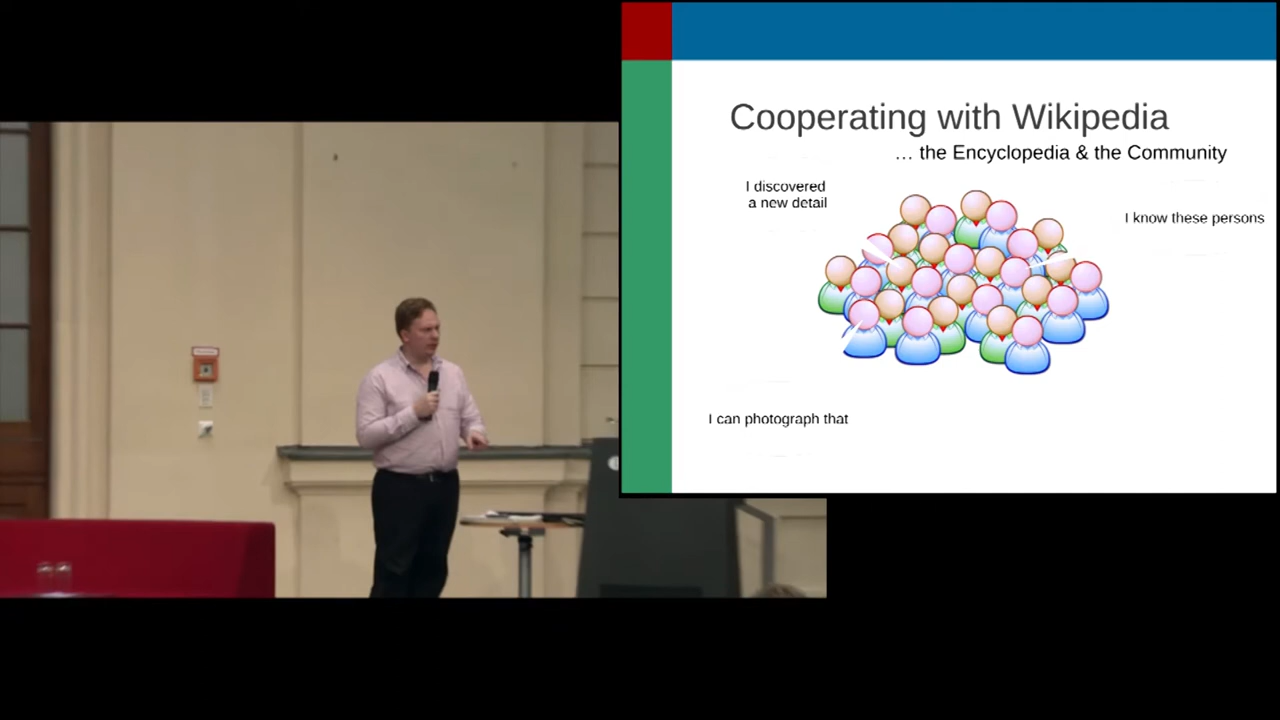 Cooperating with Wikipedia
… the Encyclopedia & the Community
I discovered
a new detail
I know these persons
I can photograph that